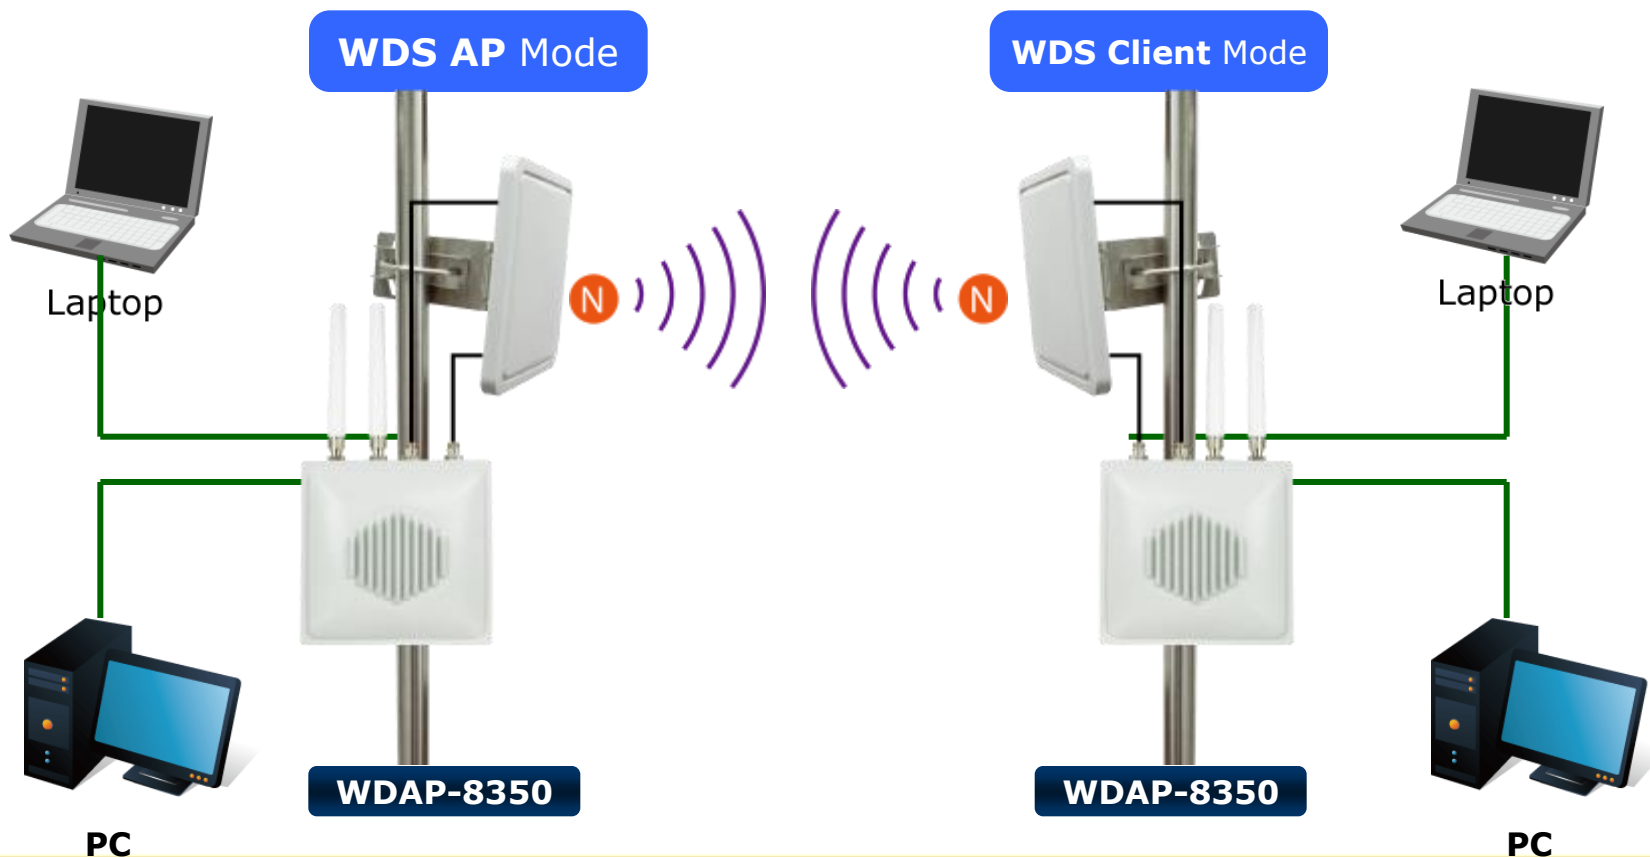 WDS AP Mode
WDS Client Mode
Laptop
Laptop
N
N
WDAP-8350
WDAP-8350
PC
PC